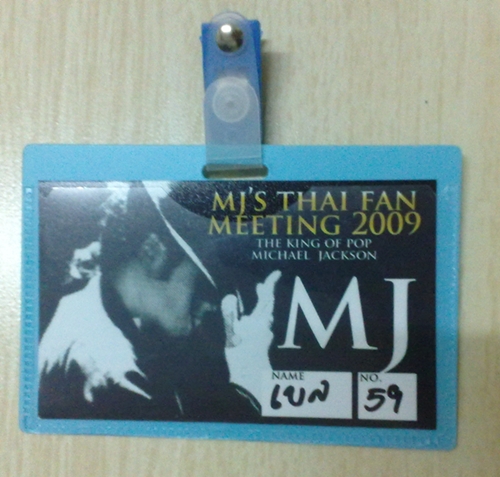 MJ'S THAI FAN
MEETING 2009
THE KING OF POP
MICHAEL JACKSON
MJ
NAME
เบส
NO.
59